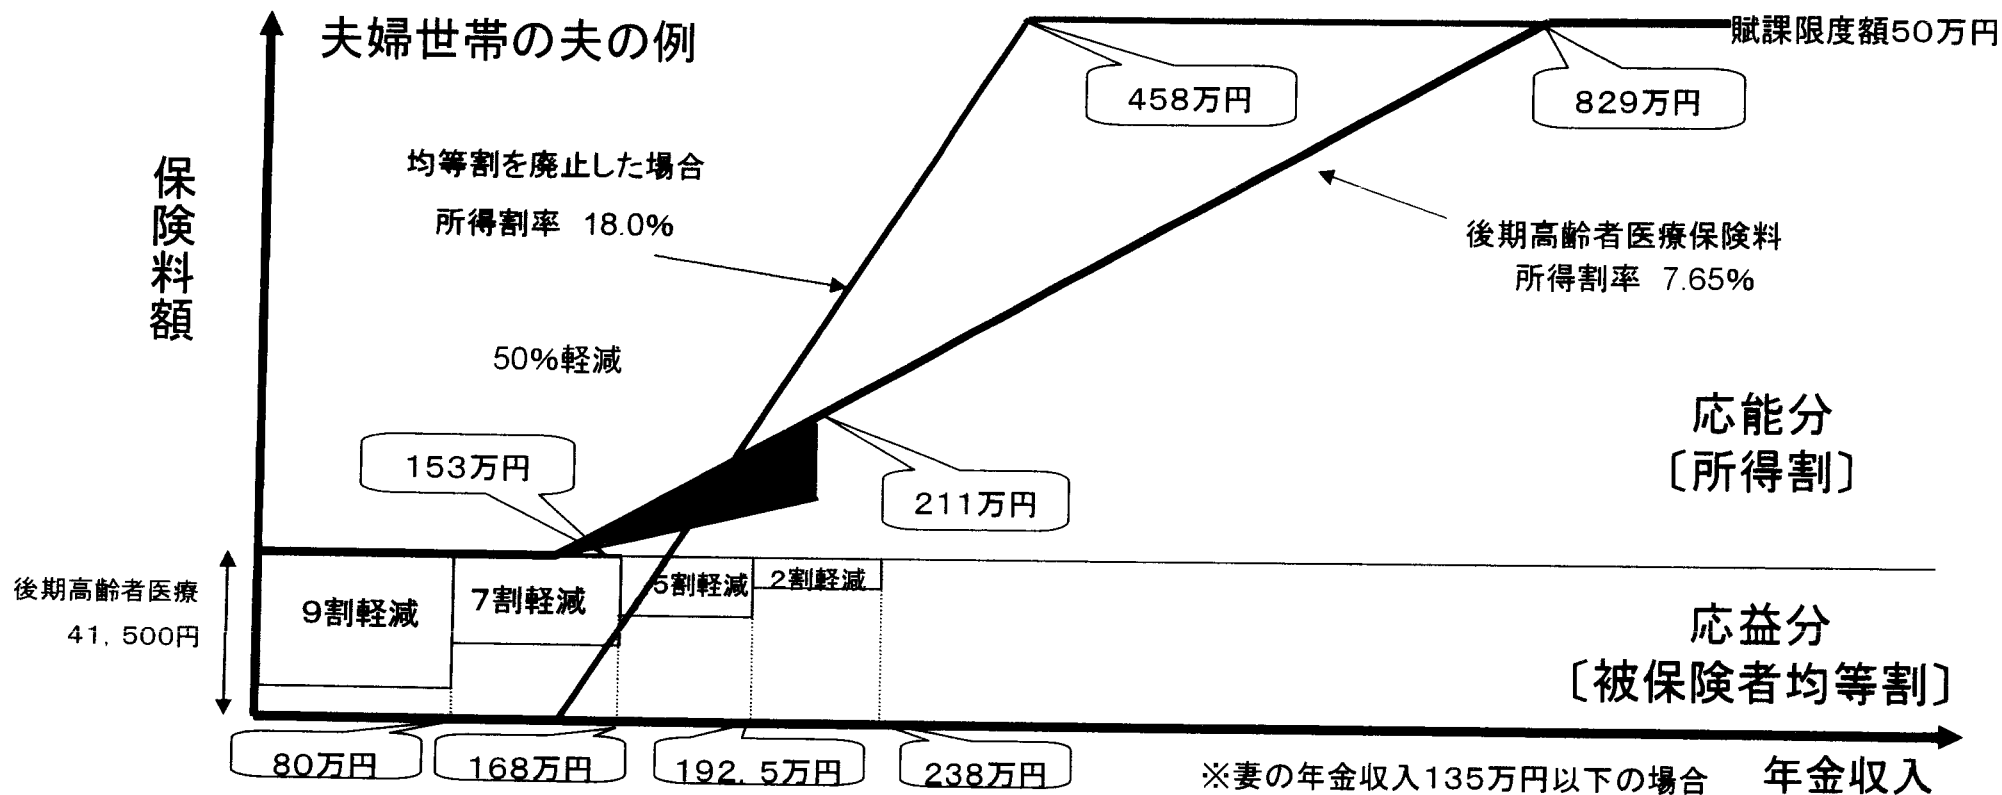 夫婦世帯の夫の例
賦課限度額50万円
458万円
829万円
保険料額
均等割を廃止した場合
所得割率 18.0%
後期高齢者医療保険料
所得割率 7.65%
50%軽減
153万円
211万円
応能分
〔所得割〕
後期高齢者医療
41,500円
9割軽減
7割軽減
5割軽減
2割軽減
応益分
〔被保険者均等割〕
80万円
168万円
192.5万円
238万円
※妻の年金収入135万円以下の場合
年金収入